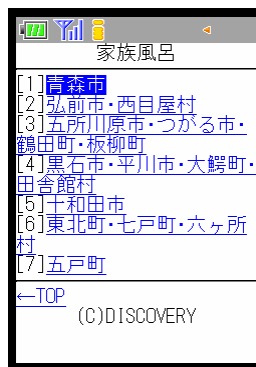 家族風呂
[1]青森市
[2]弘前市・西目屋村
[3]五所川原市・つがる市・
鶴田町・板柳町
[4]黒石市・平川市・大鰐町・
田舎館村
[5]十和田市
[6]東北町・七戸町・六ヶ所
村
[7]五戸町
←TOP
(C)DISCOVERY